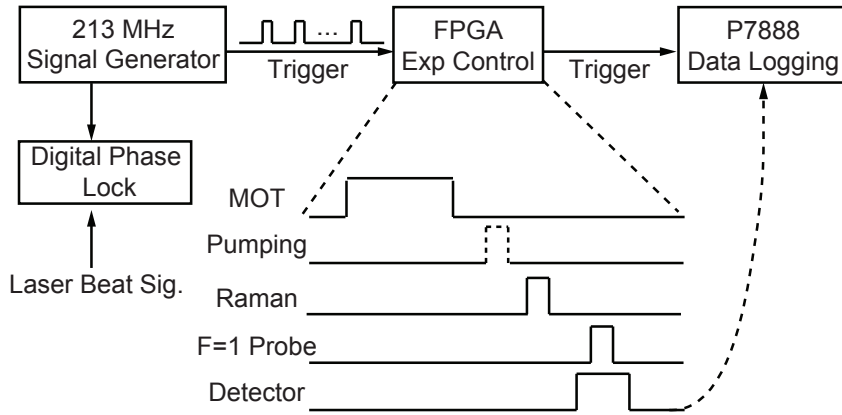 213 MHz
Signal Generator
...
Trigger
FPGA
Exp Control
Trigger
P7888
Data Logging
Digital Phase
Lock
Laser Beat Sig.
MOT
Pumping
Raman
F=1 Probe
Detector